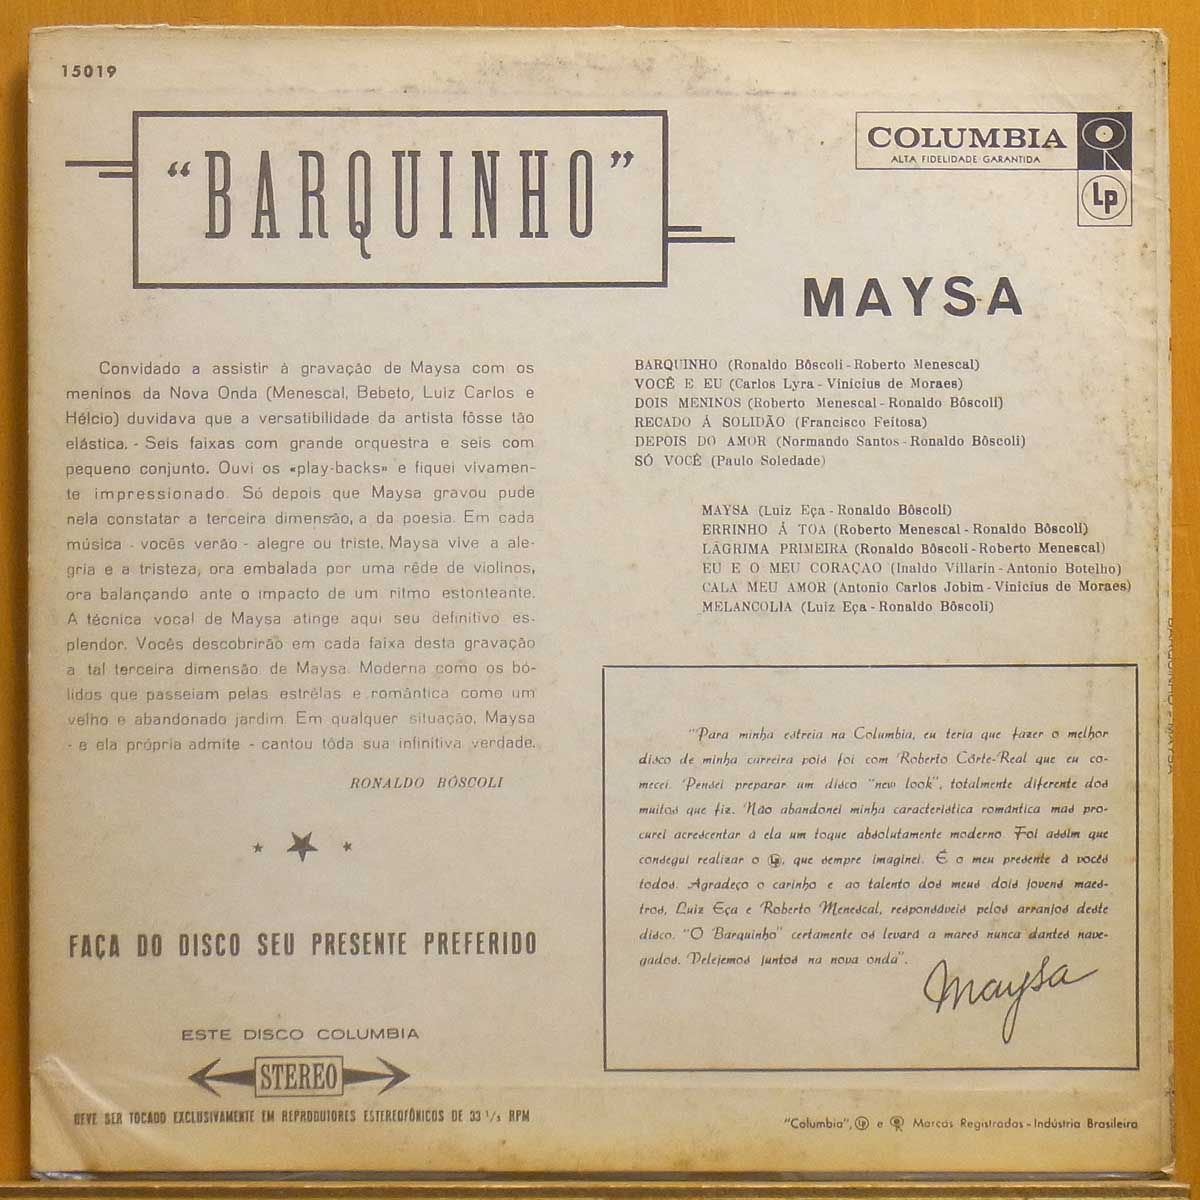 15019
"BARQUINHO"
COLUMBIA
ALTA FIDELIDADE GARANTIDA
Lp
MAYSA
Convidado a assistir à gravação de Maysa com os
meninos da Nova Onda (Menescal, Bebeto, Luiz Carlos e
Hélcio) duvidava que a versatibilidade da artista fôsse tão
elástica. - Seis faixas com grande orquestra e seis com
pequeno conjunto. Ouvi os «play-backs» e fiquei vivamen-
te impressionado. Só depois que Maysa gravou pude
nela constatar a terceira dimensão, a da poesia. Em cada
música - vocês verão - alegre ou triste, Maysa vive a ale-
gria e a tristeza, ora embalada por uma rêde de violinos,
ora balançando ante o impacto de um ritmo estonteante.
A técnica vocal de Maysa atinge aqui seu definitivo es-
plendor. Vocês descobrirão em cada faixa desta gravação
a tal terceira dimensão de Maysa. Moderna como os bó-
lidos que passeiam pelas estrêlas e romântica como um
velho e abandonado jardim. Em qualquer situação, Maysa
- e ela própria admite - cantou tôda sua infinitiva verdade.
RONALDO BÔSCOLI
FAÇA DO DISCO SEU PRESENTE PREFERIDO
ESTE DISCO COLUMBIA
STEREO
DEVE SER TOCADO EXCLUSIVAMENTE EM REPRODUTORES ESTEREOFÔNICOS DE 33 1/3 RPM
BARQUINHO (Ronaldo Bôscoli - Roberto Menescal)
VOCÊ E EU (Carlos Lyra - Vinicius de Moraes)
DOIS MENINOS (Roberto Menescal - Ronaldo Bôscoli)
RECADO Á SOLIDÃO (Francisco Feitosa)
DEPOIS DO AMOR (Normando Santos - Ronaldo Bôscoli)
SÓ VOCÊ (Paulo Soledade)
MAYSA (Luiz Eça - Ronaldo Bôscoli)
ERRINHO Á TOA (Roberto Menescal - Ronaldo Bôscoli)
LÁGRIMA PRIMEIRA (Ronaldo Bôscoli - Roberto Menescal)
EU E O MEU CORAÇAO (Inaldo Villarin - Antonio Botelho)
CALA MEU AMOR (Antonio Carlos Jobim - Vinicius de Moraes)
MELANCOLIA (Luiz Eça - Ronaldo Bôscoli)
"Para minha estreia na Columbia, eu teria que fazer o melhor
disco de minha carreira pois foi com Roberto Côrte-Real que eu co-
mecei. Pensei preparar um disco "new look", totalmente diferente dos
muitos que fiz. Não abandonei minha característica romântica mas pro-
curei acrescentar à ela um toque absolutamente moderno. Foi assim que
consegui realizar o Lp, que sempre imaginei. É o meu presente à vocês
todos. Agradeço o carinho e ao talento dos meus dois jovens maes-
tros, Luiz Eça e Roberto Menescal, responsáveis pelos arranjos deste
disco. "O Barquinho" certamente os levará a mares nunca dantes nave-
gados. Velejemos juntos na nova onda".
Maysa
"Columbia", Lp e Marcas Registradas - Indústria Brasileira
BARQUINHO - MAYSA